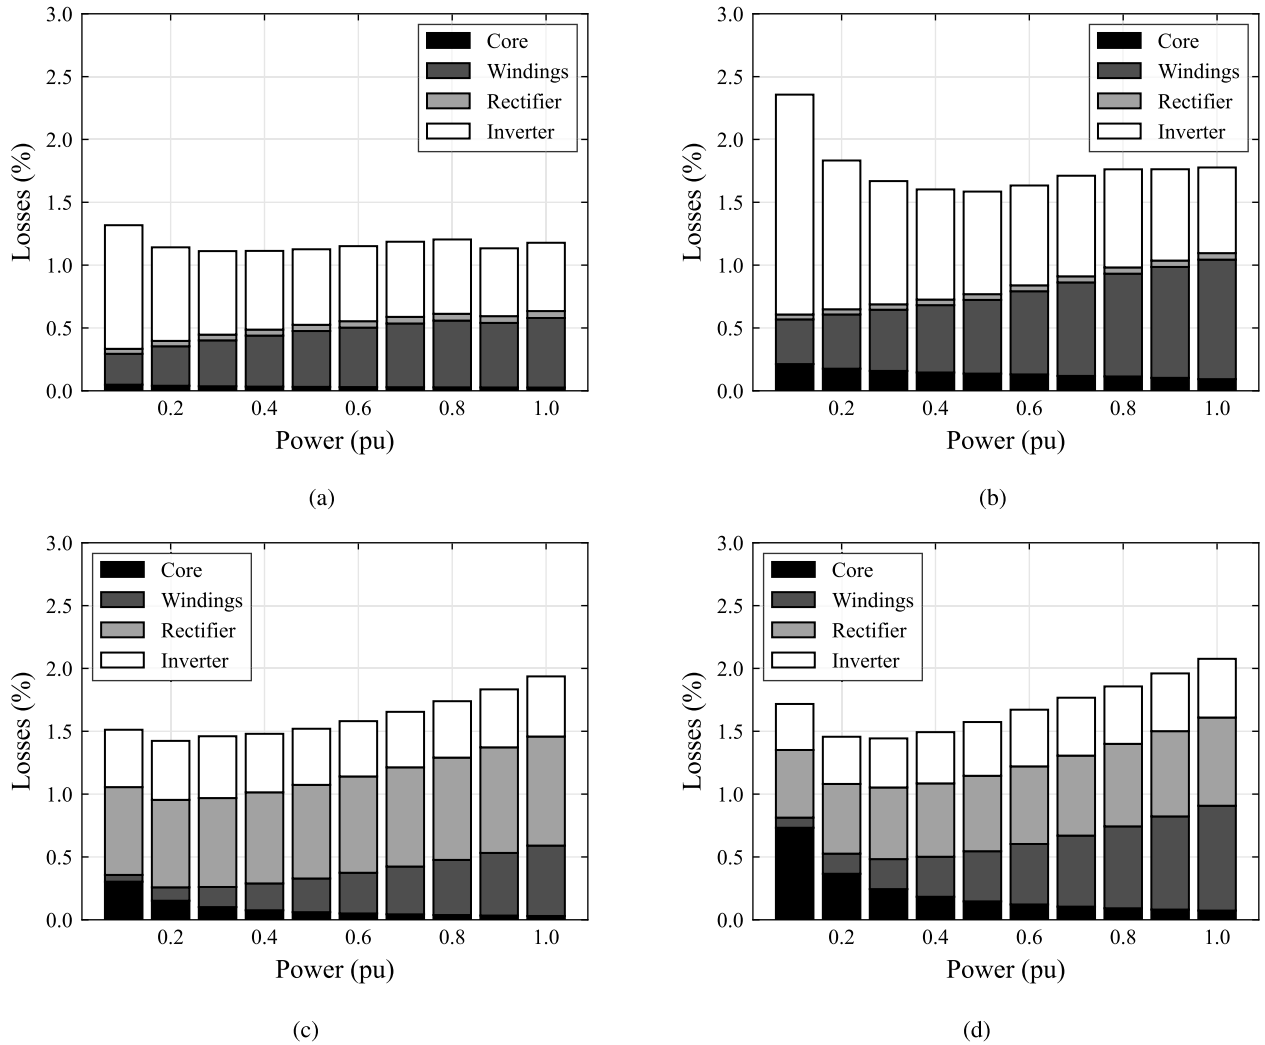 3.0
2.5
2.0
1.5
1.0
0.5
0.0
Losses (%)
Core
Windings
Rectifier
Inverter
0.2 0.4 0.6 0.8 1.0
Power (pu)
(a)
3.0
2.5
2.0
1.5
1.0
0.5
0.0
Losses (%)
Core
Windings
Rectifier
Inverter
0.2 0.4 0.6 0.8 1.0
Power (pu)
(b)
3.0
2.5
2.0
1.5
1.0
0.5
0.0
Losses (%)
Core
Windings
Rectifier
Inverter
0.2 0.4 0.6 0.8 1.0
Power (pu)
(c)
3.0
2.5
2.0
1.5
1.0
0.5
0.0
Losses (%)
Core
Windings
Rectifier
Inverter
0.2 0.4 0.6 0.8 1.0
Power (pu)
(d)